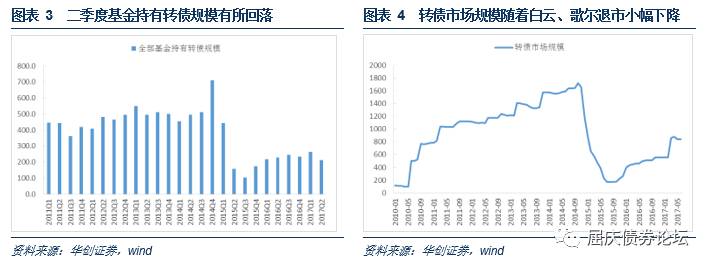 图表 3 二季度基金持有转债规模有所回落
全部基金持有转债规模
800.0
700.0
600.0
500.0
400.0
300.0
200.0
100.0
0.0
2011Q1
2011Q2
2011Q3
2011Q4
2012Q1
2012Q2
2012Q3
2012Q4
2013Q1
2013Q2
2013Q3
2013Q4
2014Q1
2014Q2
2014Q3
2014Q4
2015Q1
2015Q2
2015Q3
2015Q4
2016Q1
2016Q2
2016Q3
2016Q4
2017Q1
2017Q2
资料来源：华创证券，wind
图表 4 转债市场规模随着白云、歌尔退市小幅下降
转债市场规模
2000
1800
1600
1400
1200
1000
800
600
400
200
0
2010-01
2010-05
2010-09
2011-01
2011-05
2011-09
2012-01
2012-05
2012-09
2013-01
2013-05
2013-09
2014-01
2014-05
2014-09
2015-01
2015-05
2015-09
2016-01
2016-05
2016-09
2017-01
2017-05
资料来源：华创证券，wind
屈庆债券论坛